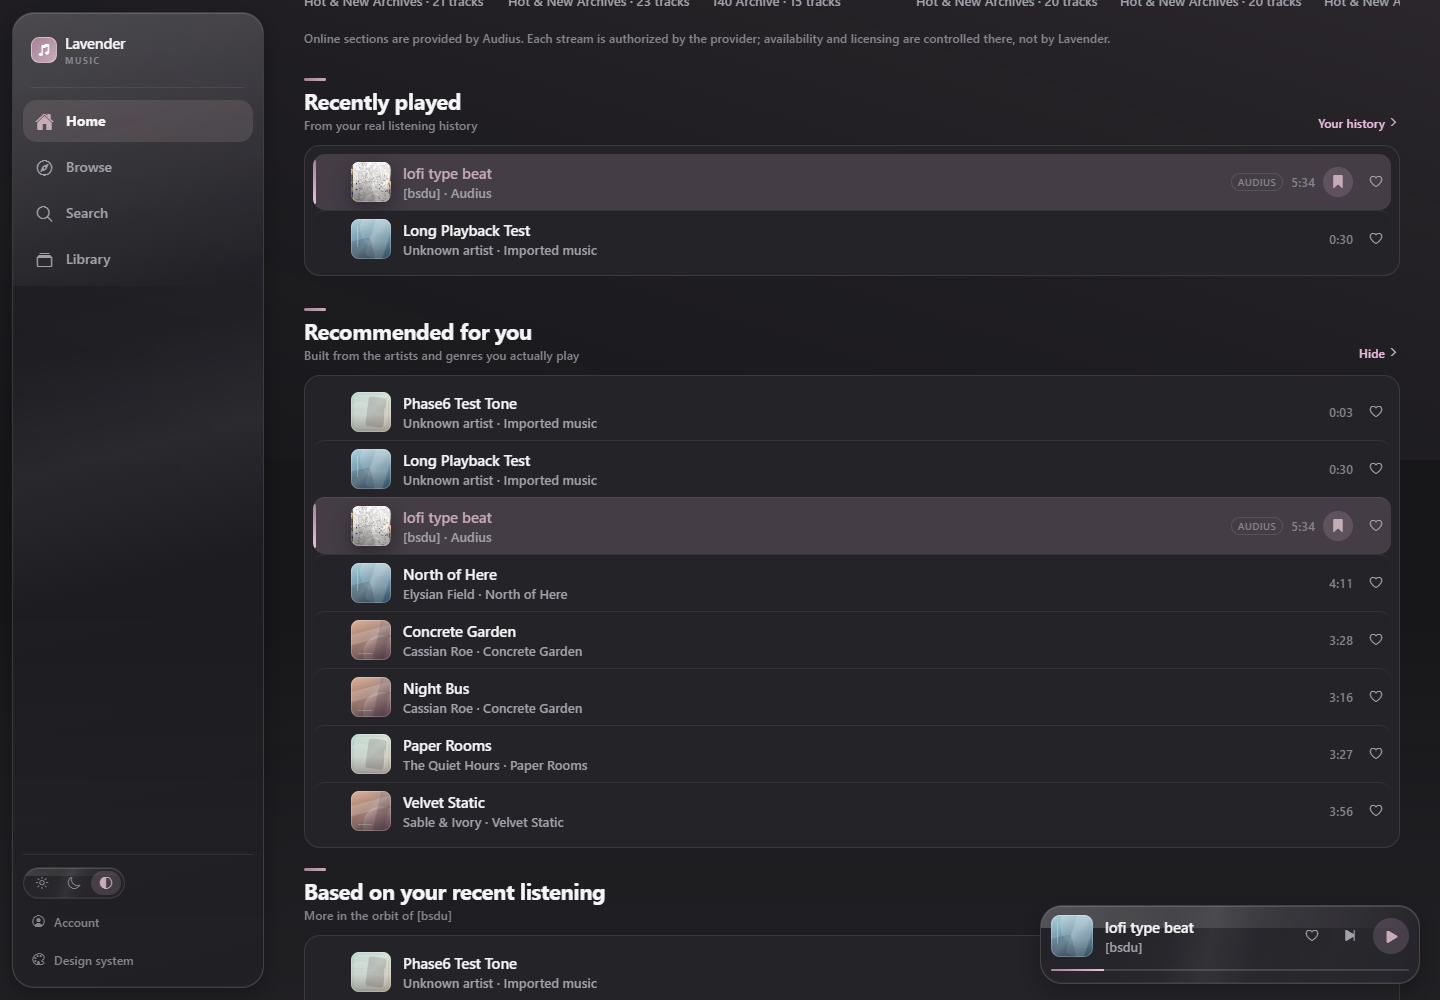 Lavender
MUSIC
Home
Browse
Search
Library
Account
Design system
Hot & New Archives · 21 tracks
Hot & New Archives · 23 tracks
140 Archive · 15 tracks
Hot & New Archives · 20 tracks
Hot & New Archives · 20 tracks
Hot & New A
Online sections are provided by Audius. Each stream is authorized by the provider; availability and licensing are controlled there, not by Lavender.
Recently played
From your real listening history
Your history
lofi type beat
[bsdu] · Audius
AUDIUS 5:34
Long Playback Test
Unknown artist · Imported music
0:30
Recommended for you
Built from the artists and genres you actually play
Hide
Phase6 Test Tone
Unknown artist · Imported music
0:03
Long Playback Test
Unknown artist · Imported music
0:30
lofi type beat
[bsdu] · Audius
AUDIUS 5:34
North of Here
Elysian Field · North of Here
4:11
Concrete Garden
Cassian Roe · Concrete Garden
3:28
Night Bus
Cassian Roe · Concrete Garden
3:16
Paper Rooms
The Quiet Hours · Paper Rooms
3:27
Velvet Static
Sable & Ivory · Velvet Static
3:56
Based on your recent listening
More in the orbit of [bsdu]
Phase6 Test Tone
Unknown artist · Imported music
lofi type beat
[bsdu]